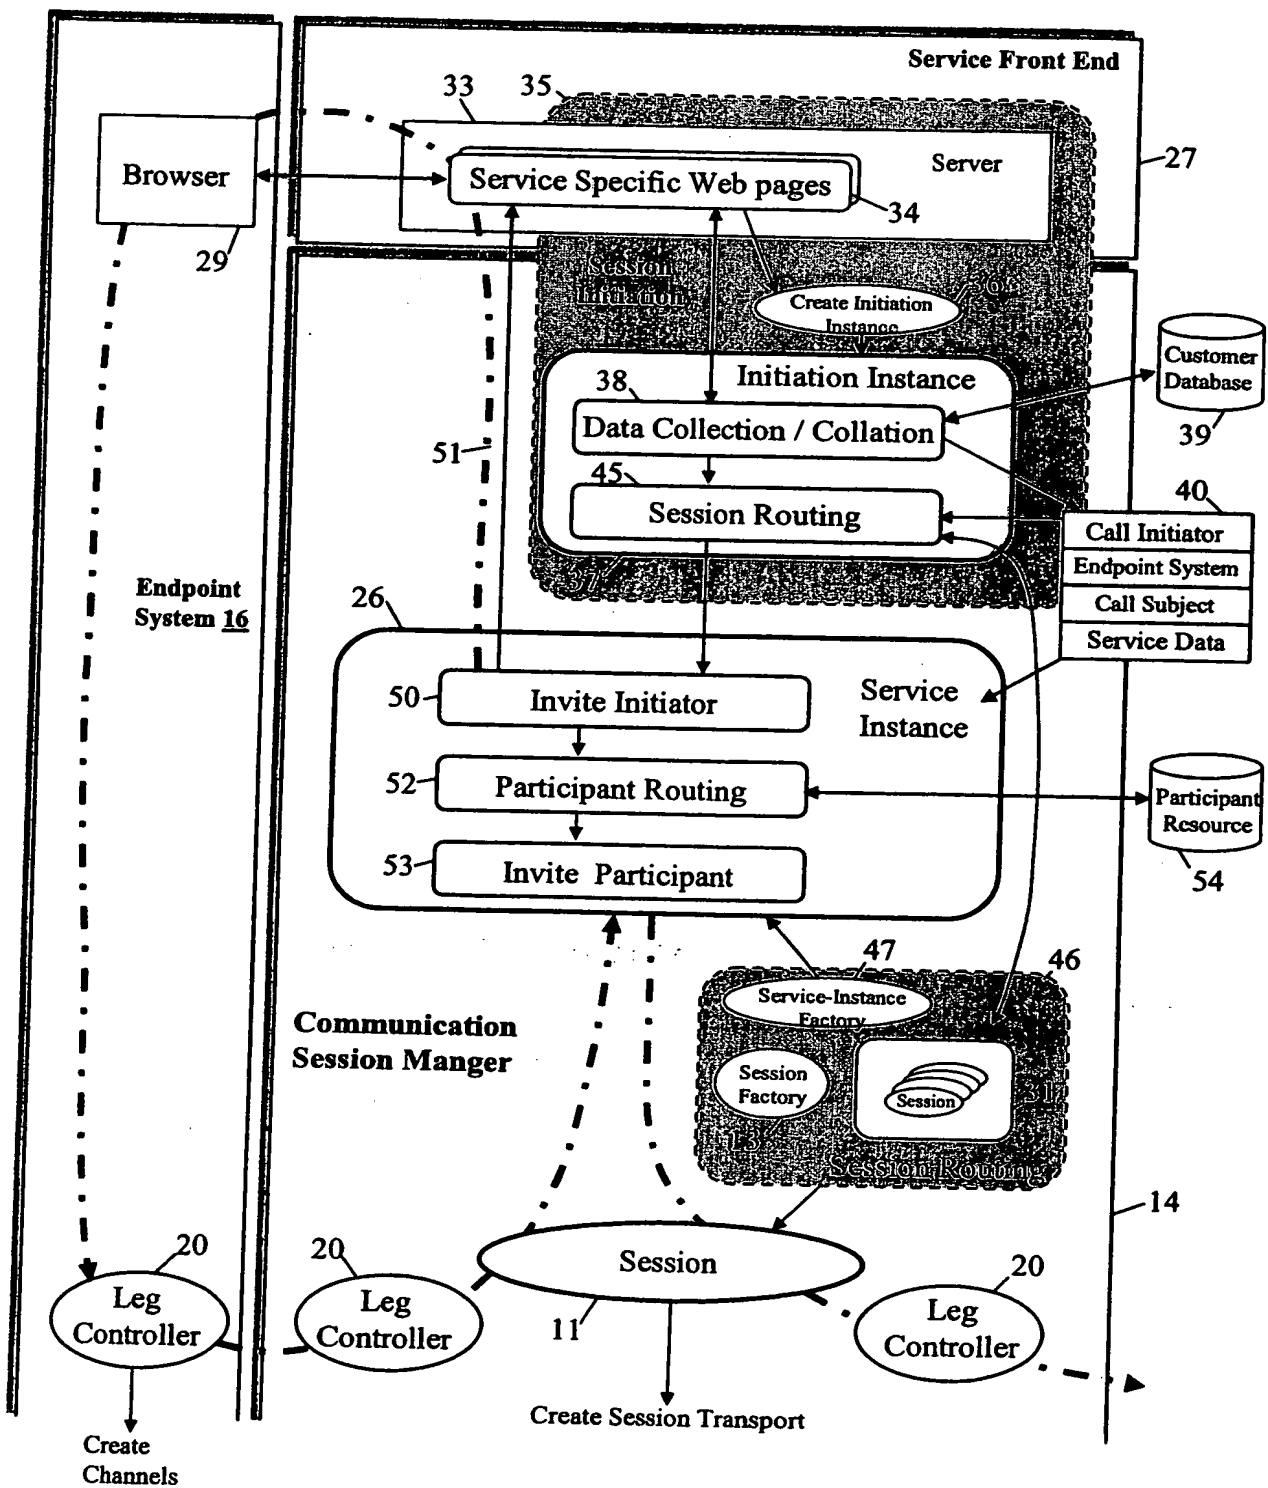 Service Front End
33
35
Browser
Server
27
Service Specific Web pages
34
29
Session
Initiation
36
Create Initiation
Instance
Customer
Database
Initiation Instance
38
Data Collection / Collation
39
51
45
40
Session Routing
Call Initiator
Endpoint System
Call Subject
Service Data
37
Endpoint
System 16
26
50
Invite Initiator
Service
Instance
52
Participant Routing
Participant
Resource
53
Invite Participant
54
47
46
Service-Instance
Factory
Communication
Session Manger
Session
Factory
Session
31
13
Session Routing
14
20
20
Session
20
Leg
Controller
Leg
Controller
11
Leg
Controller
Create Session Transport
Create
Channels